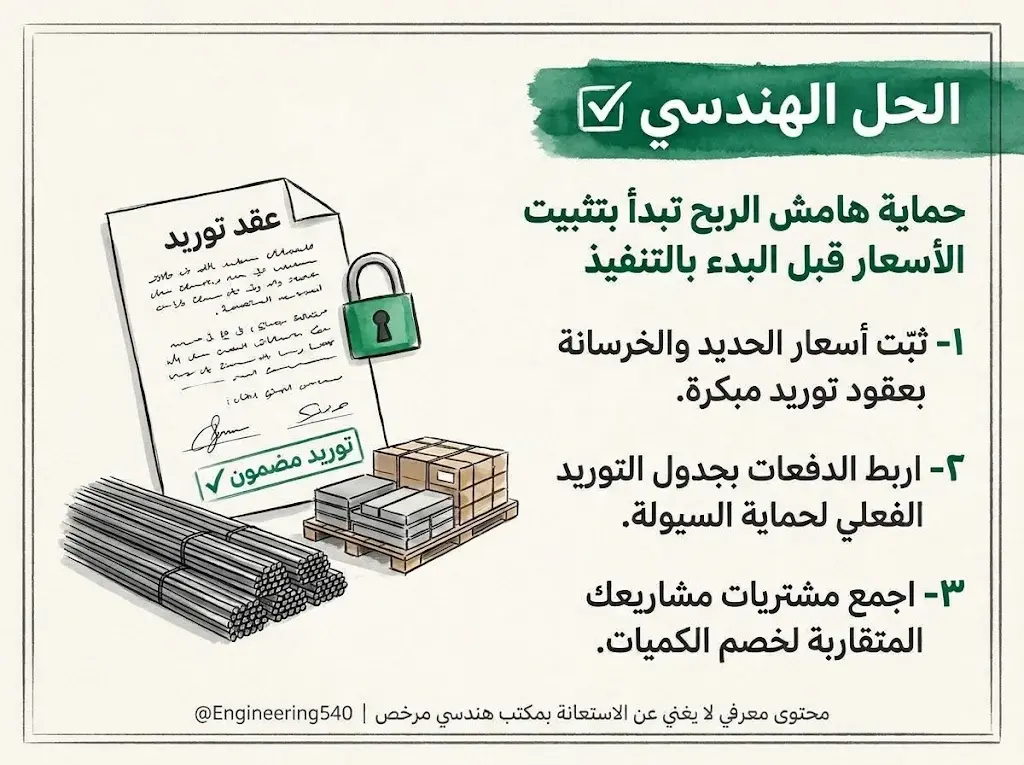 الحل الهندسي
حماية هامش الربح تبدأ بتثبيت
الأسعار قبل البدء بالتنفيذ
١- ثبّت أسعار الحديد والخرسانة
بعقود توريد مبكرة.
٢- اربط الدفعات بجدول التوريد
الفعلي لحماية السيولة.
٣- اجمع مشتريات مشاريعك
المتقاربة لخصم الكميات.
عقد توريد
توريد مضمون
محتوى معرفي لا يغني عن الاستعانة بمكتب هندسي مرخص | @Engineering540